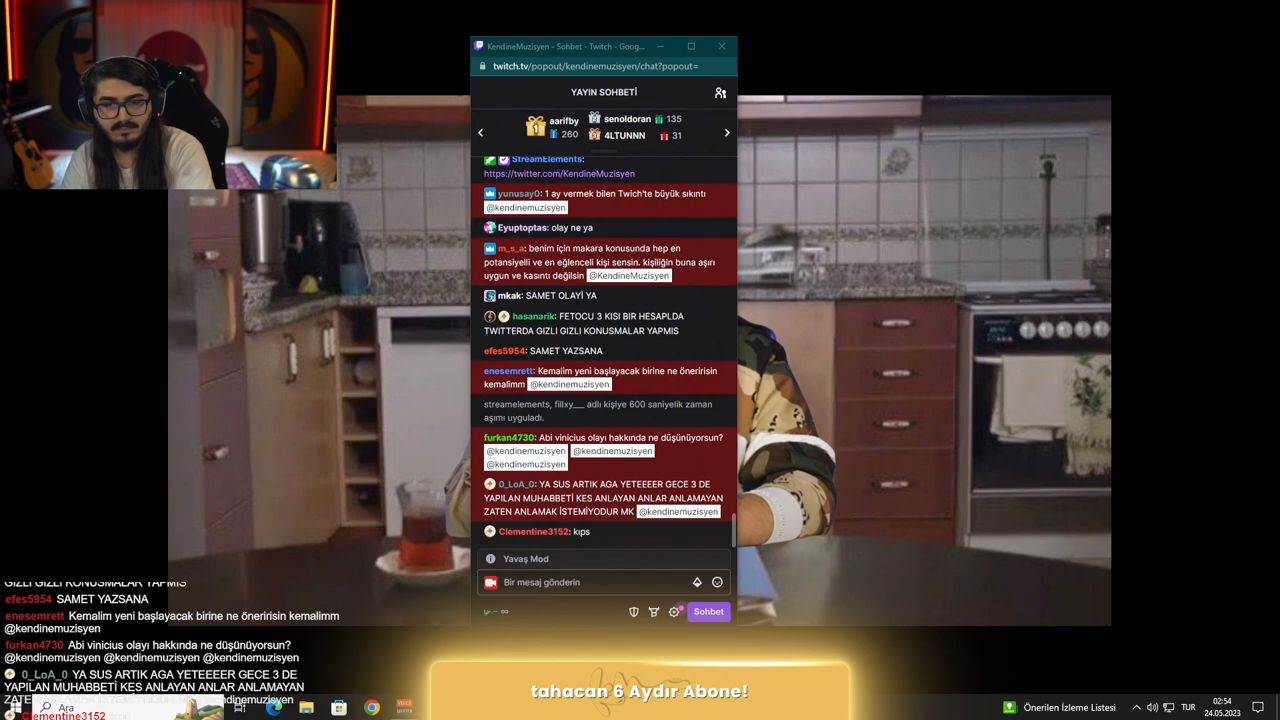 KendineMuzisyen - Sohbet - Twitch - Goog...
twitch.tv/popout/kendinemuzisyen/chat?popout=
YAYIN SOHBETİ
aarifby
260
senoldoran 135
4LTUNNN 31
StreamElements:
https://twitter.com/KendineMuzisyen
yunusay0: 1 ay vermek bilen Twich'te büyük sıkıntı
@kendinemuzisyen
Eyuptoptas: olay ne ya
m_s_a: benim için makara konusunda hep en
potansiyelli ve en eğlenceli kişi sensin. kişiliğin buna aşırı
uygun ve kasıntı değilsin @KendineMuzisyen
mkak: SAMET OLAYİ YA
hasanarik: FETOCU 3 KISI BIR HESAPLDA
TWITTERDA GIZLI GIZLI KONUSMALAR YAPMIS
efes5954: SAMET YAZSANA
enesemrett: Kemalim yeni başlayacak birine ne öneririsin
kemalimm @kendinemuzisyen
streamelements, fillxy___ adlı kişiye 600 saniyelik zaman
aşımı uyguladı.
furkan4730: Abi vinicius olayı hakkında ne düşünüyorsun?
@kendinemuzisyen @kendinemuzisyen
@kendinemuzisyen
0_LoA_0: YA SUS ARTIK AGA YETEEEER GECE 3 DE
YAPILAN MUHABBETİ KES ANLAYAN ANLAR ANLAMAYAN
ZATEN ANLAMAK İSTEMİYODUR MK @kendinemuzisyen
Clementine3152: kıps
Yavaş Mod
Bir mesaj gönderin
Sohbet
GIZLI GIZLI KONUSMALAR YAPMIS
efes5954 SAMET YAZSANA
enesemrett Kemalim yeni başlayacak birine ne öneririsin kemalimm
@kendinemuzisyen
furkan4730 Abi vinicius olayı hakkında ne düşünüyorsun?
@kendinemuzisyen @kendinemuzisyen @kendinemuzisyen
0_LoA_0 YA SUS ARTIK AGA YETEEEER GECE 3 DE
YAPILAN MUHABBETİ KES ANLAYAN ANLAR ANLAMAYAN
Clementine3152
Ara
tahacan 6 Aydır Abone!
Önerilen İzleme Listesi
TUR
02:54
24.05.2023